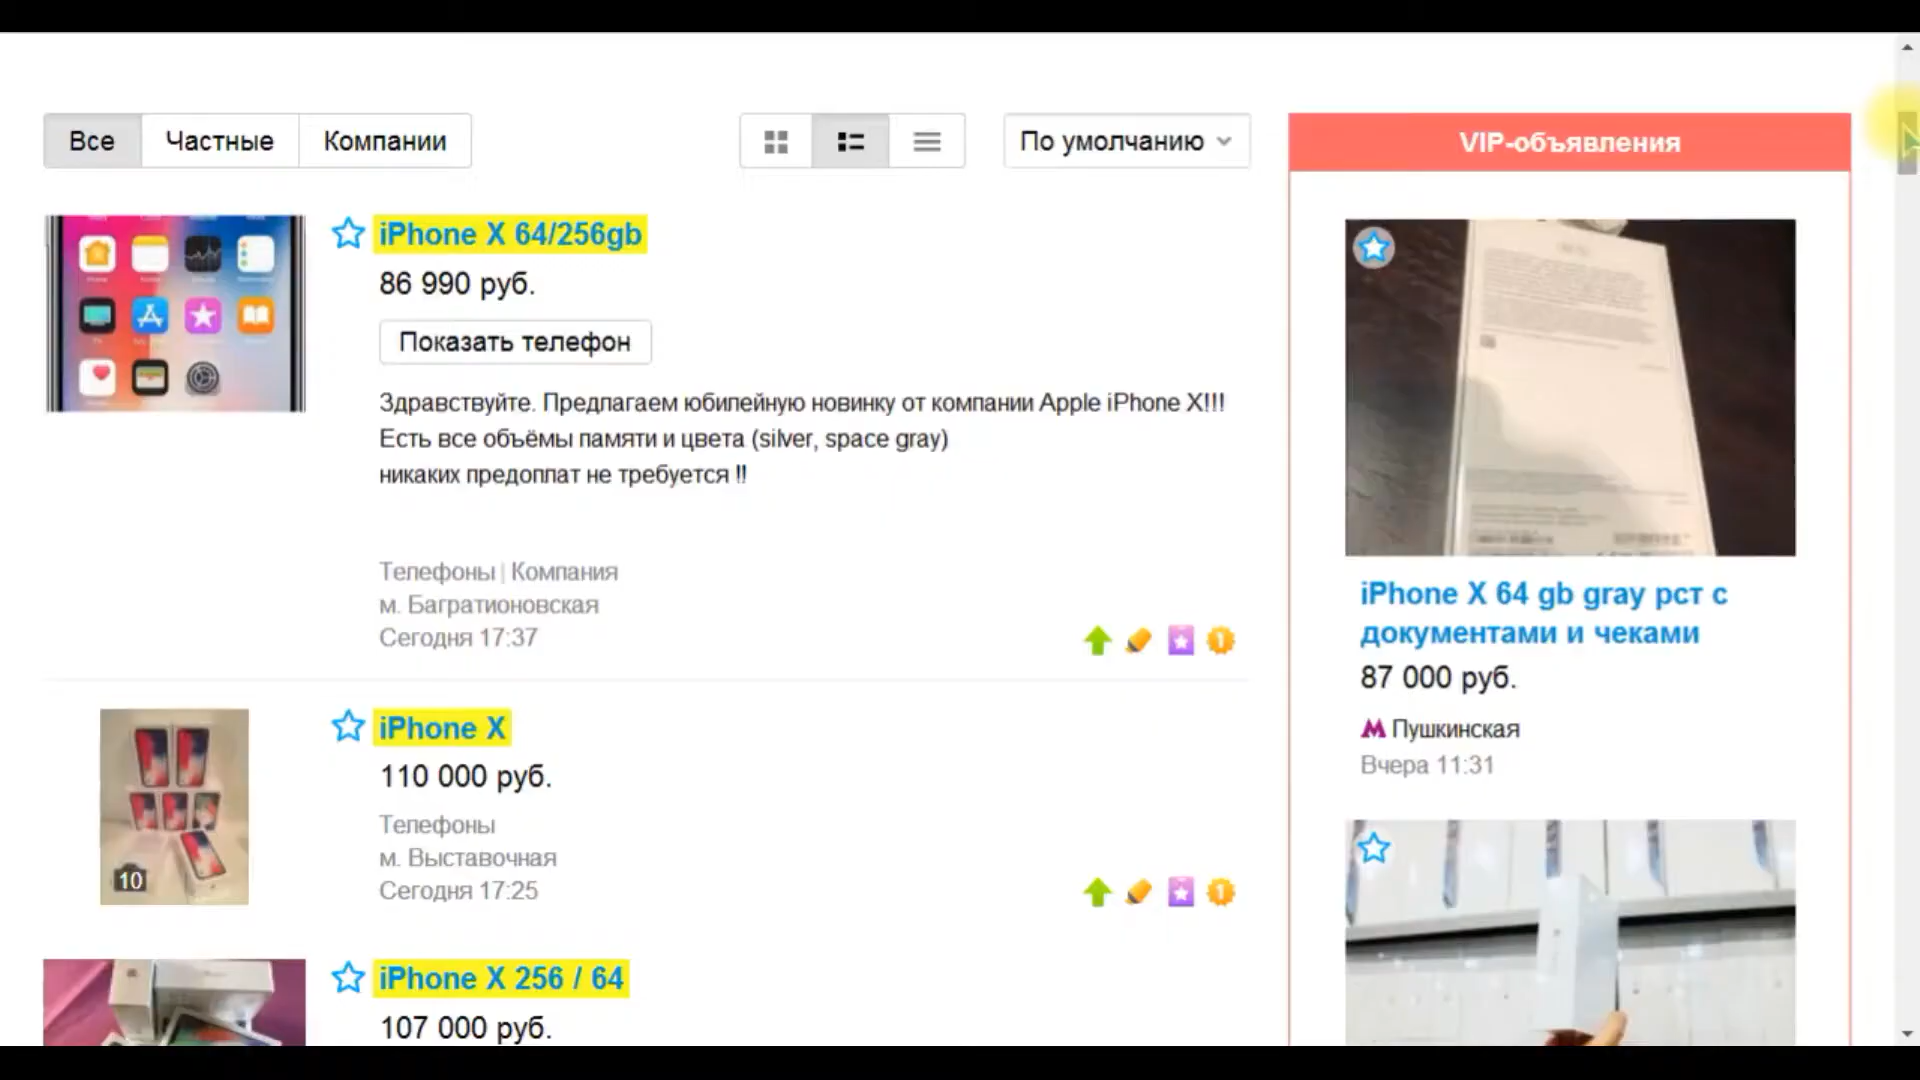 Все
Частные
Компании
По умолчанию
VIP-объявления
iPhone X 64/256gb
86 990 руб.
Показать телефон
Здравствуйте. Предлагаем юбилейную новинку от компании Apple iPhone X!!!
Есть все объёмы памяти и цвета (silver, space gray)
никаких предоплат не требуется !!
Телефоны | Компания
м. Багратионовская
Сегодня 17:37
1
iPhone X
110 000 руб.
Телефоны
м. Выставочная
Сегодня 17:25
10
1
iPhone X 256 / 64
107 000 руб.
iPhone X 64 gb gray рст с
документами и чеками
87 000 руб.
Пушкинская
Вчера 11:31